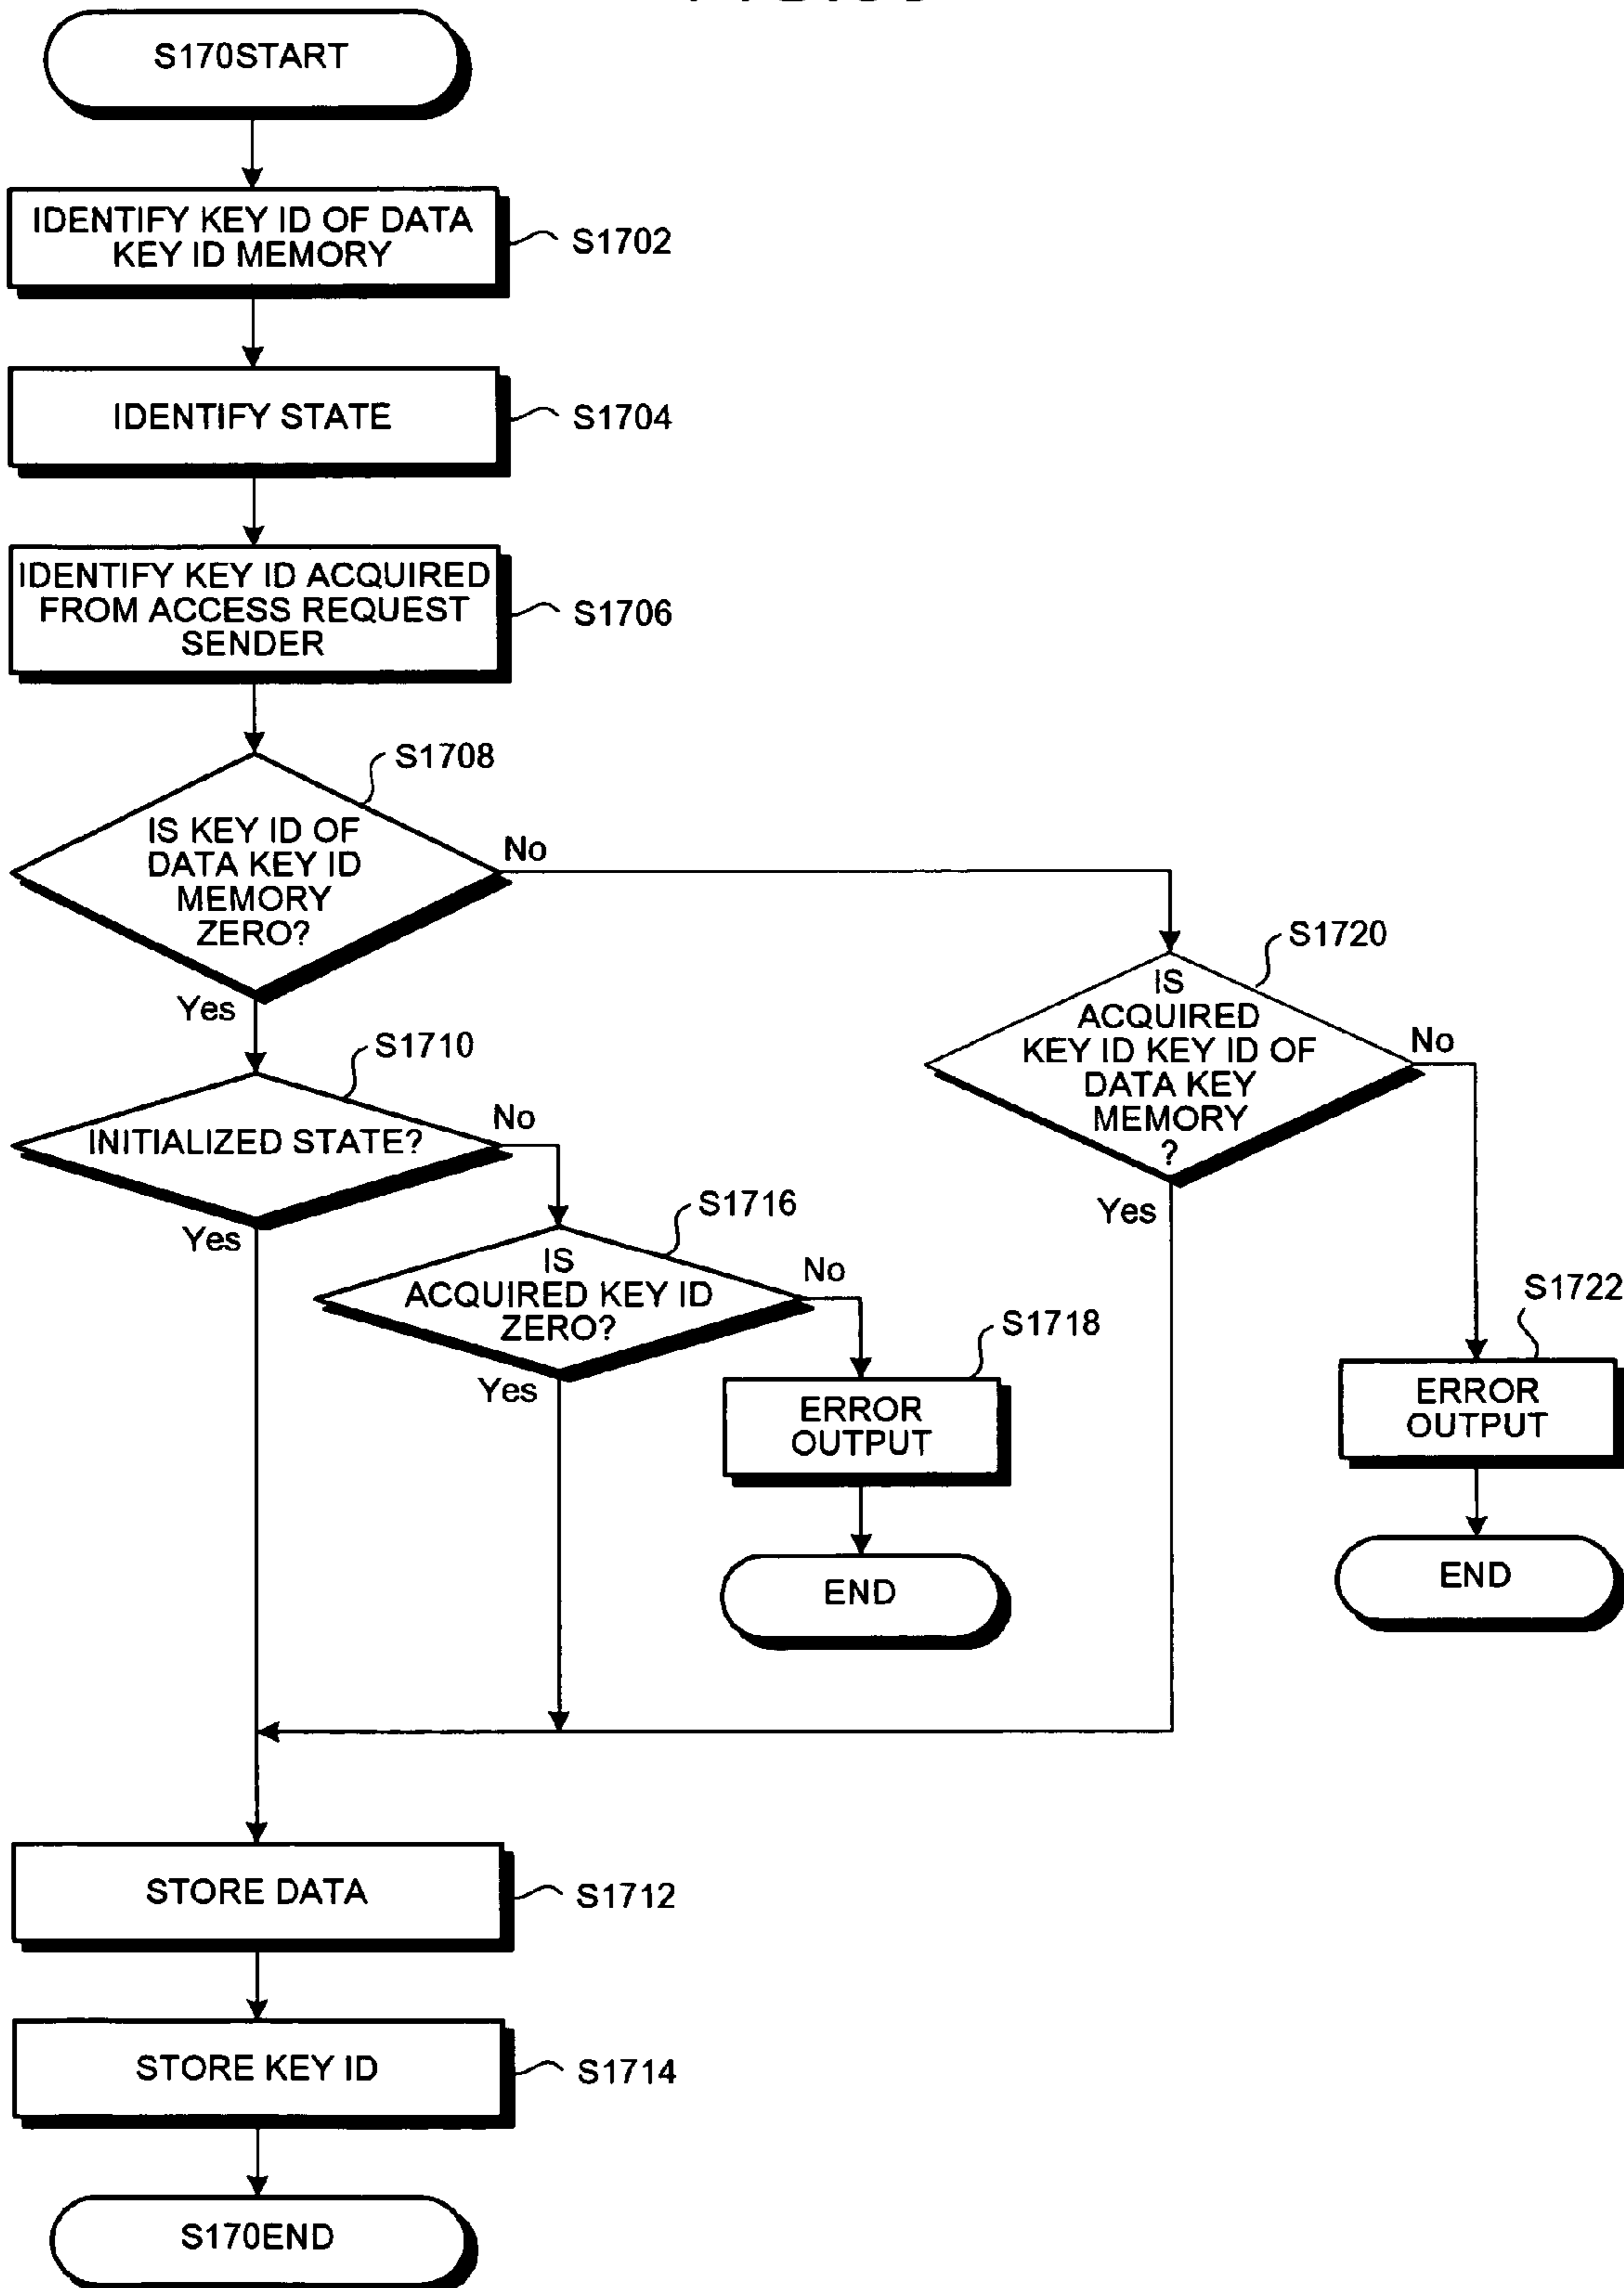 S170START
IDENTIFY KEY ID OF DATA
KEY ID MEMORY
S1702
IDENTIFY STATE
S1704
IDENTIFY KEY ID ACQUIRED
FROM ACCESS REQUEST
SENDER
S1706
S1708
IS KEY ID OF
DATA KEY ID
MEMORY
ZERO?
No
Yes
S1720
IS
ACQUIRED
KEY ID KEY ID OF
DATA KEY
MEMORY
?
No
Yes
S1710
INITIALIZED STATE?
No
Yes
S1716
IS
ACQUIRED KEY ID
ZERO?
No
Yes
S1718
ERROR
OUTPUT
END
S1722
ERROR
OUTPUT
END
STORE DATA
S1712
STORE KEY ID
S1714
S170END